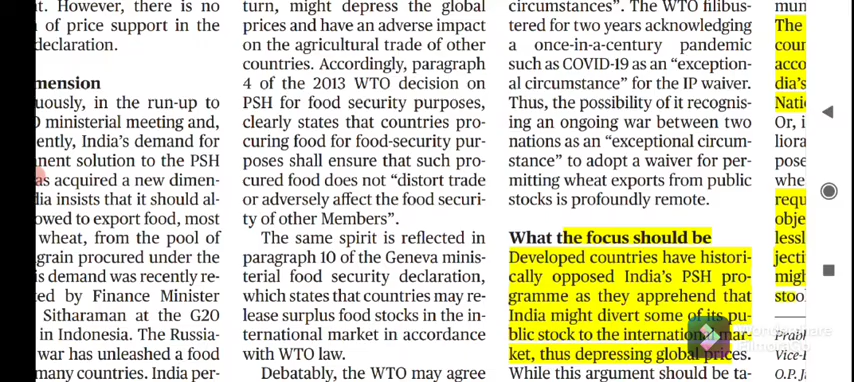 nt. However, there is no
n of price support in the
declaration.
mension
uously, in the run-up to
O ministerial meeting and,
ently, India's demand for
nent solution to the PSH
as acquired a new dimen-
dia insists that it should al-
owed to export food, most
wheat, from the pool of
grain procured under the
is demand was recently re-
ted by Finance Minister
Sitharaman at the G20
in Indonesia. The Russia-
war has unleashed a food
many countries. India per-
turn, might depress the global
prices and have an adverse impact
on the agricultural trade of other
countries. Accordingly, paragraph
4 of the 2013 WTO decision on
PSH for food security purposes,
clearly states that countries pro-
curing food for food-security pur-
poses shall ensure that such pro-
cured food does not “distort trade
or adversely affect the food securi-
ty of other Members”.
The same spirit is reflected in
paragraph 10 of the Geneva minis-
terial food security declaration,
which states that countries may re-
lease surplus food stocks in the in-
ternational market in accordance
with WTO law.
Debatably, the WTO may agree
circumstances”. The WTO filibus-
tered for two years acknowledging
a once-in-a-century pandemic
such as COVID-19 as an “exception-
al circumstance” for the IP waiver.
Thus, the possibility of it recognis-
ing an ongoing war between two
nations as an “exceptional circum-
stance” to adopt a waiver for per-
mitting wheat exports from public
stocks is profoundly remote.
What the focus should be
Developed countries have histori-
cally opposed India's PSH pro-
gramme as they apprehend that
India might divert some of its pu-
blic stock to the international mar-
ket, thus depressing global prices.
While this argument should be ta-
mun
The
coun
acco
dia's
Natio
Or, i
liora
pose
whe
requ
obje
lessl
jecti
migh
stoo
Prabh
Vice-
O.P. J